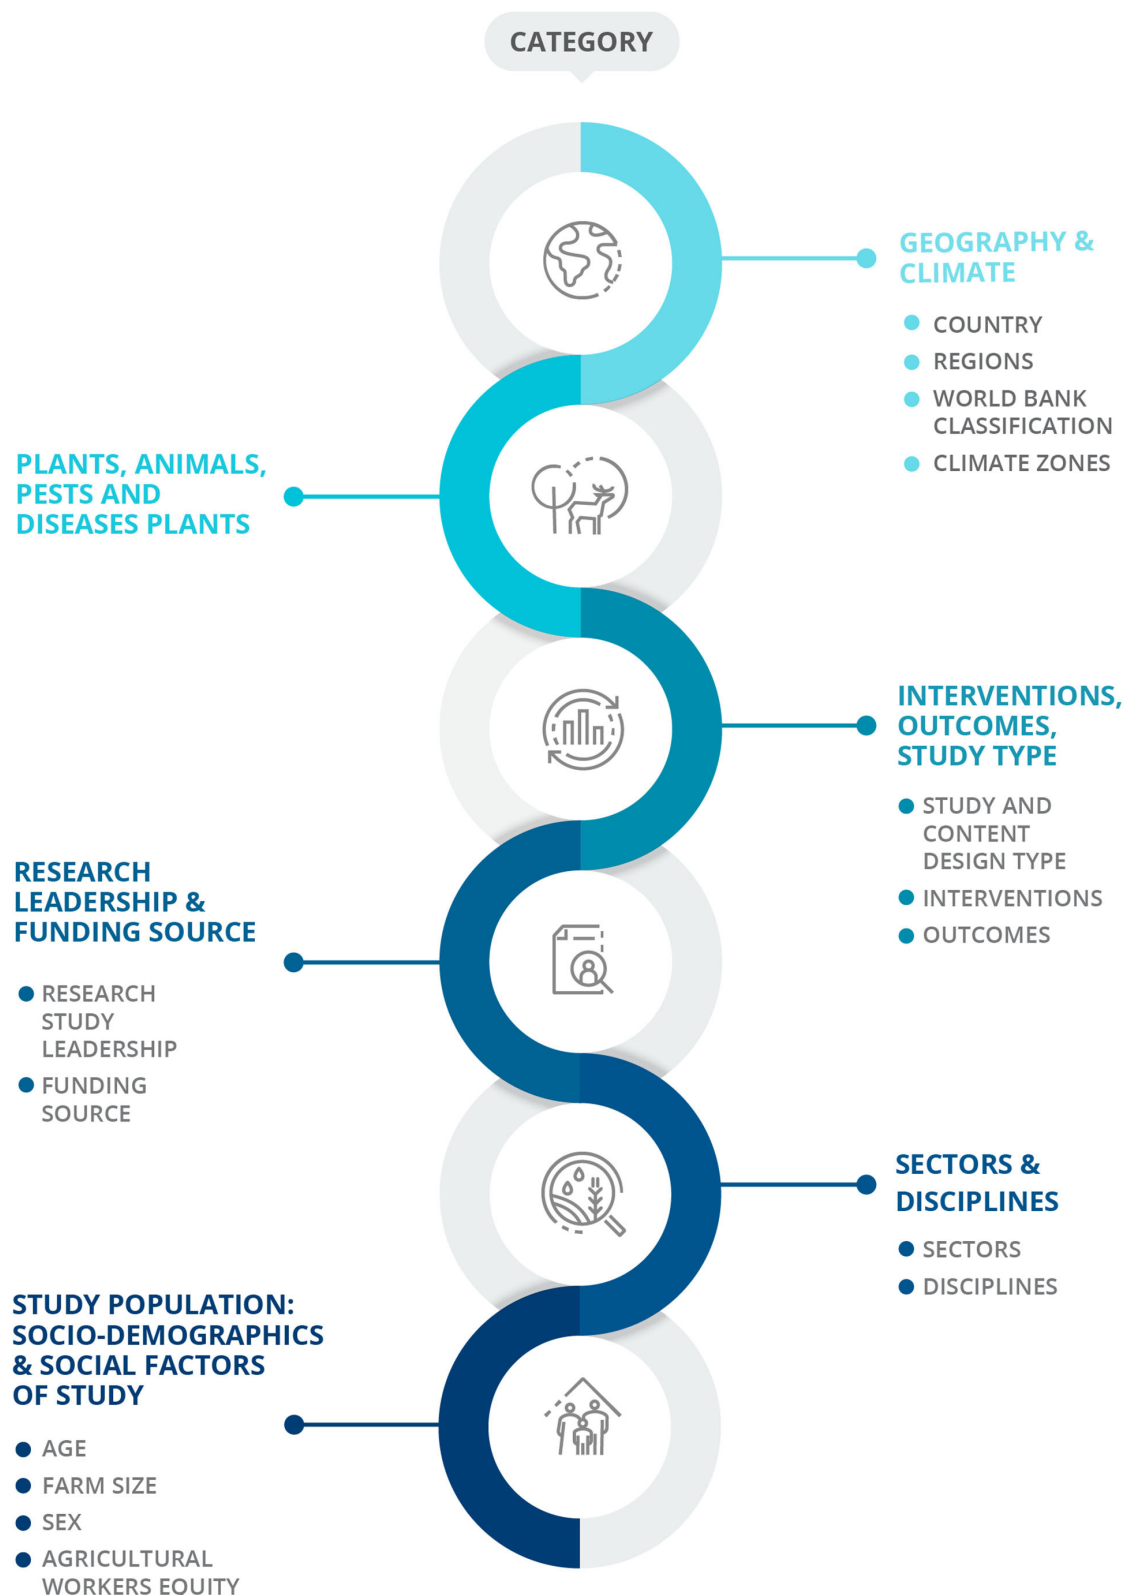 CATEGORY
GEOGRAPHY &
CLIMATE
COUNTRY
REGIONS
WORLD BANK
CLASSIFICATION
CLIMATE ZONES
PLANTS, ANIMALS,
PESTS AND
DISEASES PLANTS
INTERVENTIONS,
OUTCOMES,
STUDY TYPE
STUDY AND
CONTENT
DESIGN TYPE
INTERVENTIONS
OUTCOMES
RESEARCH
LEADERSHIP &
FUNDING SOURCE
RESEARCH
STUDY
LEADERSHIP
FUNDING
SOURCE
SECTORS &
DISCIPLINES
SECTORS
DISCIPLINES
STUDY POPULATION:
SOCIO-DEMOGRAPHICS
& SOCIAL FACTORS
OF STUDY
AGE
FARM SIZE
SEX
AGRICULTURAL
WORKERS EQUITY